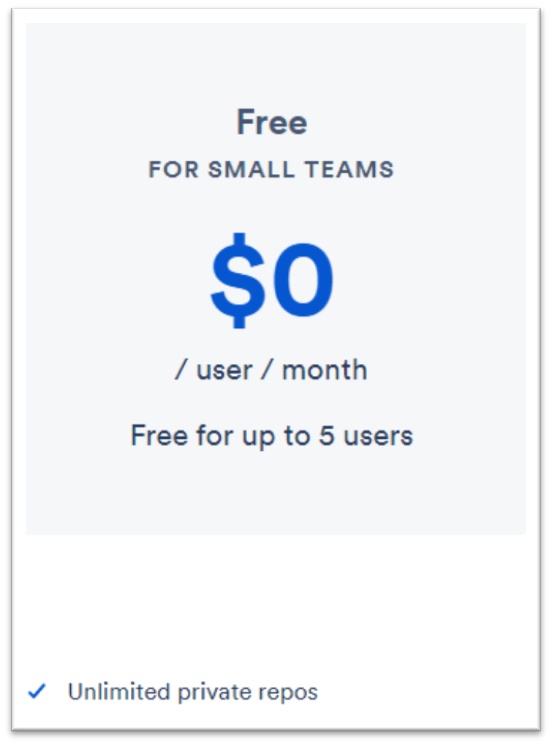 Free
FOR SMALL TEAMS
$0
/ user / month
Free for up to 5 users
Unlimited private repos